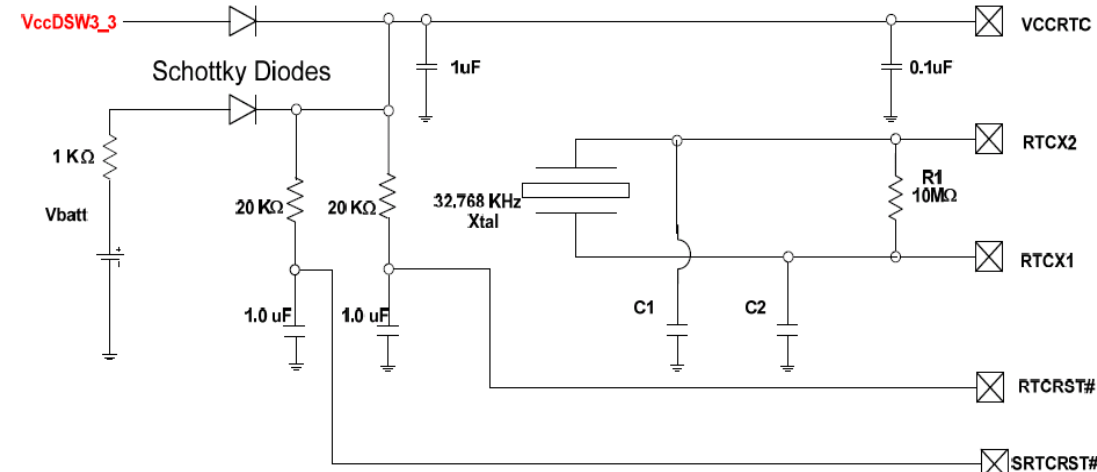 VccDSW3_3
VCCRTC
Schottky Diodes
1uF
0.1uF
1 KΩ
RTCX2
Vbatt
20 KΩ
20 KΩ
32.768 KHz
Xtal
R1
10MΩ
RTCX1
1.0 uF
1.0 uF
C1
C2
RTCRST#
SRTCRST#